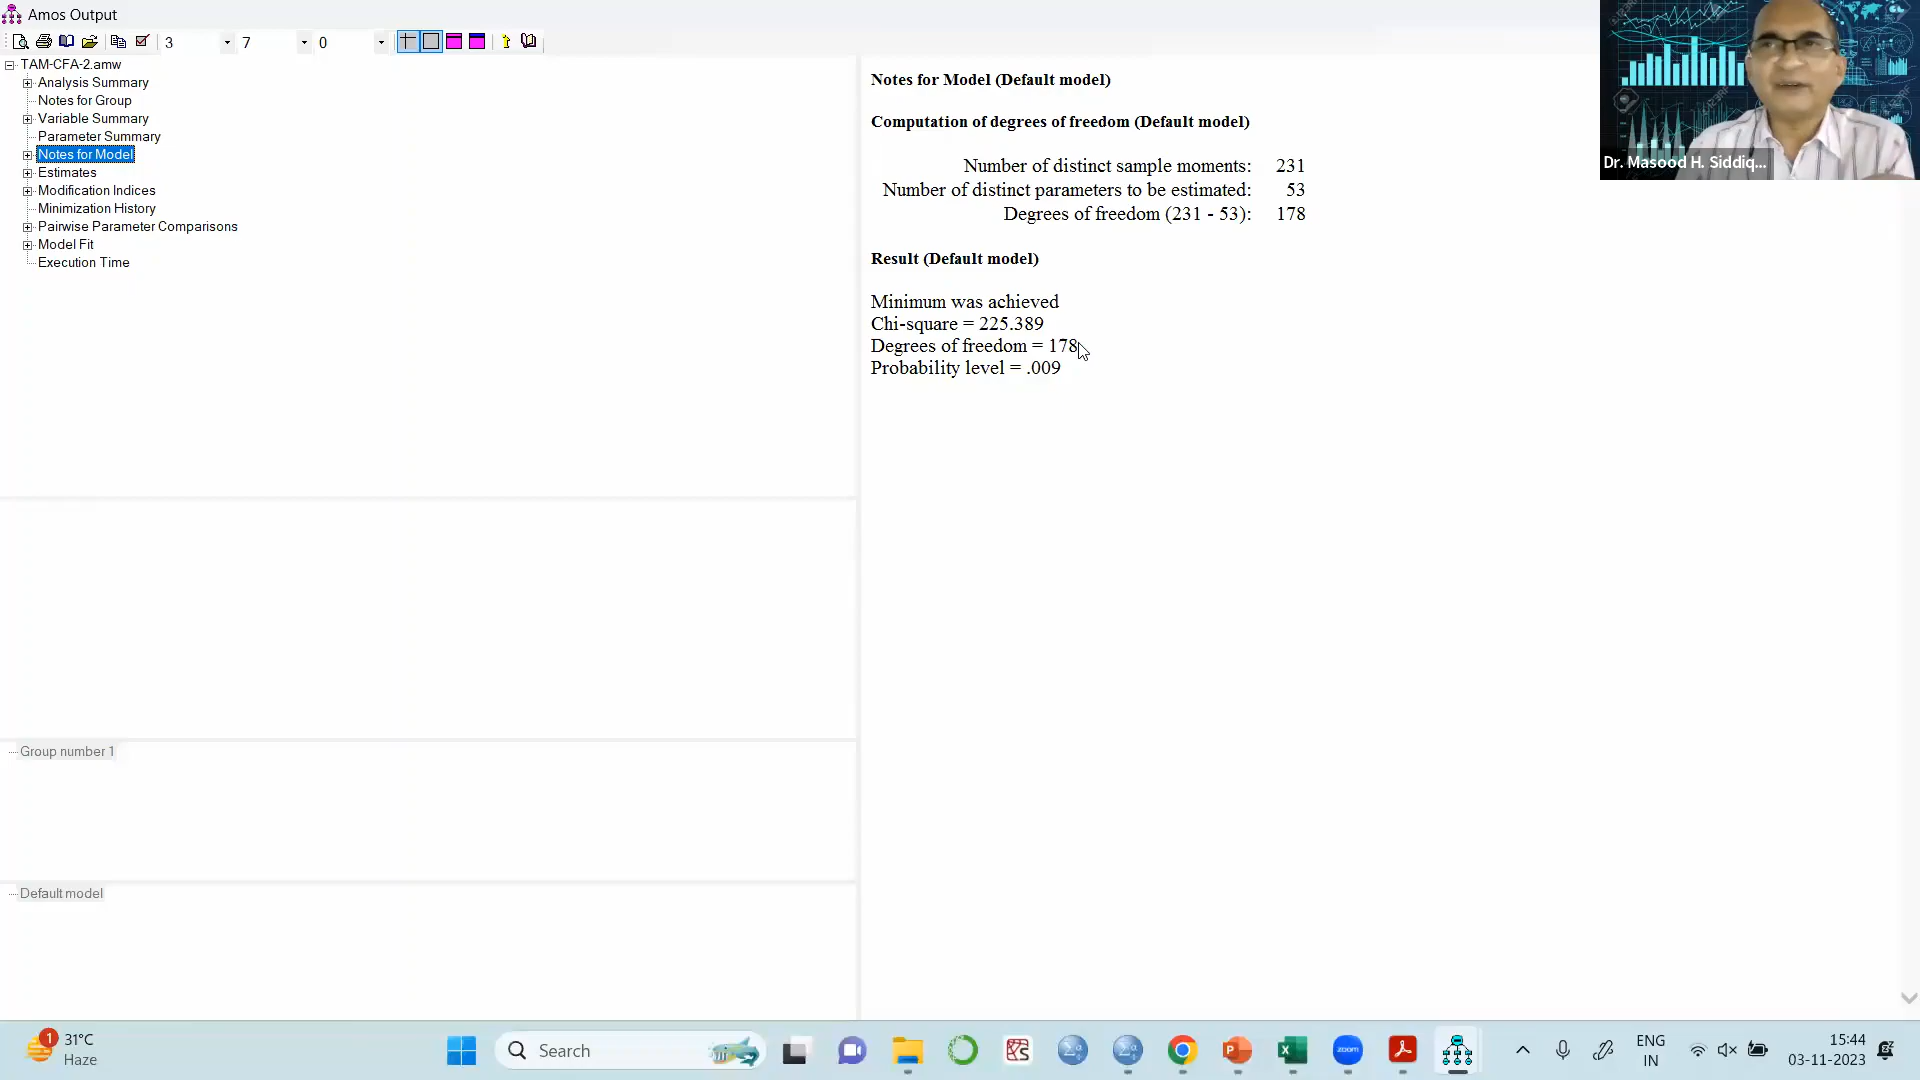 Amos Output
3 7 0
TAM-CFA-2.amw
Analysis Summary
Notes for Group
Variable Summary
Parameter Summary
Notes for Model
Estimates
Modification Indices
Minimization History
Pairwise Parameter Comparisons
Model Fit
Execution Time
Group number 1
Default model
Notes for Model (Default model)
Computation of degrees of freedom (Default model)
Number of distinct sample moments: 231
Number of distinct parameters to be estimated: 53
Degrees of freedom (231 - 53): 178
Result (Default model)
Minimum was achieved
Chi-square = 225.389
Degrees of freedom = 178
Probability level = .009
Dr. Masood H. Siddiq...
1
31°C
Haze
Search
zoom
ENG
IN
15:44
03-11-2023